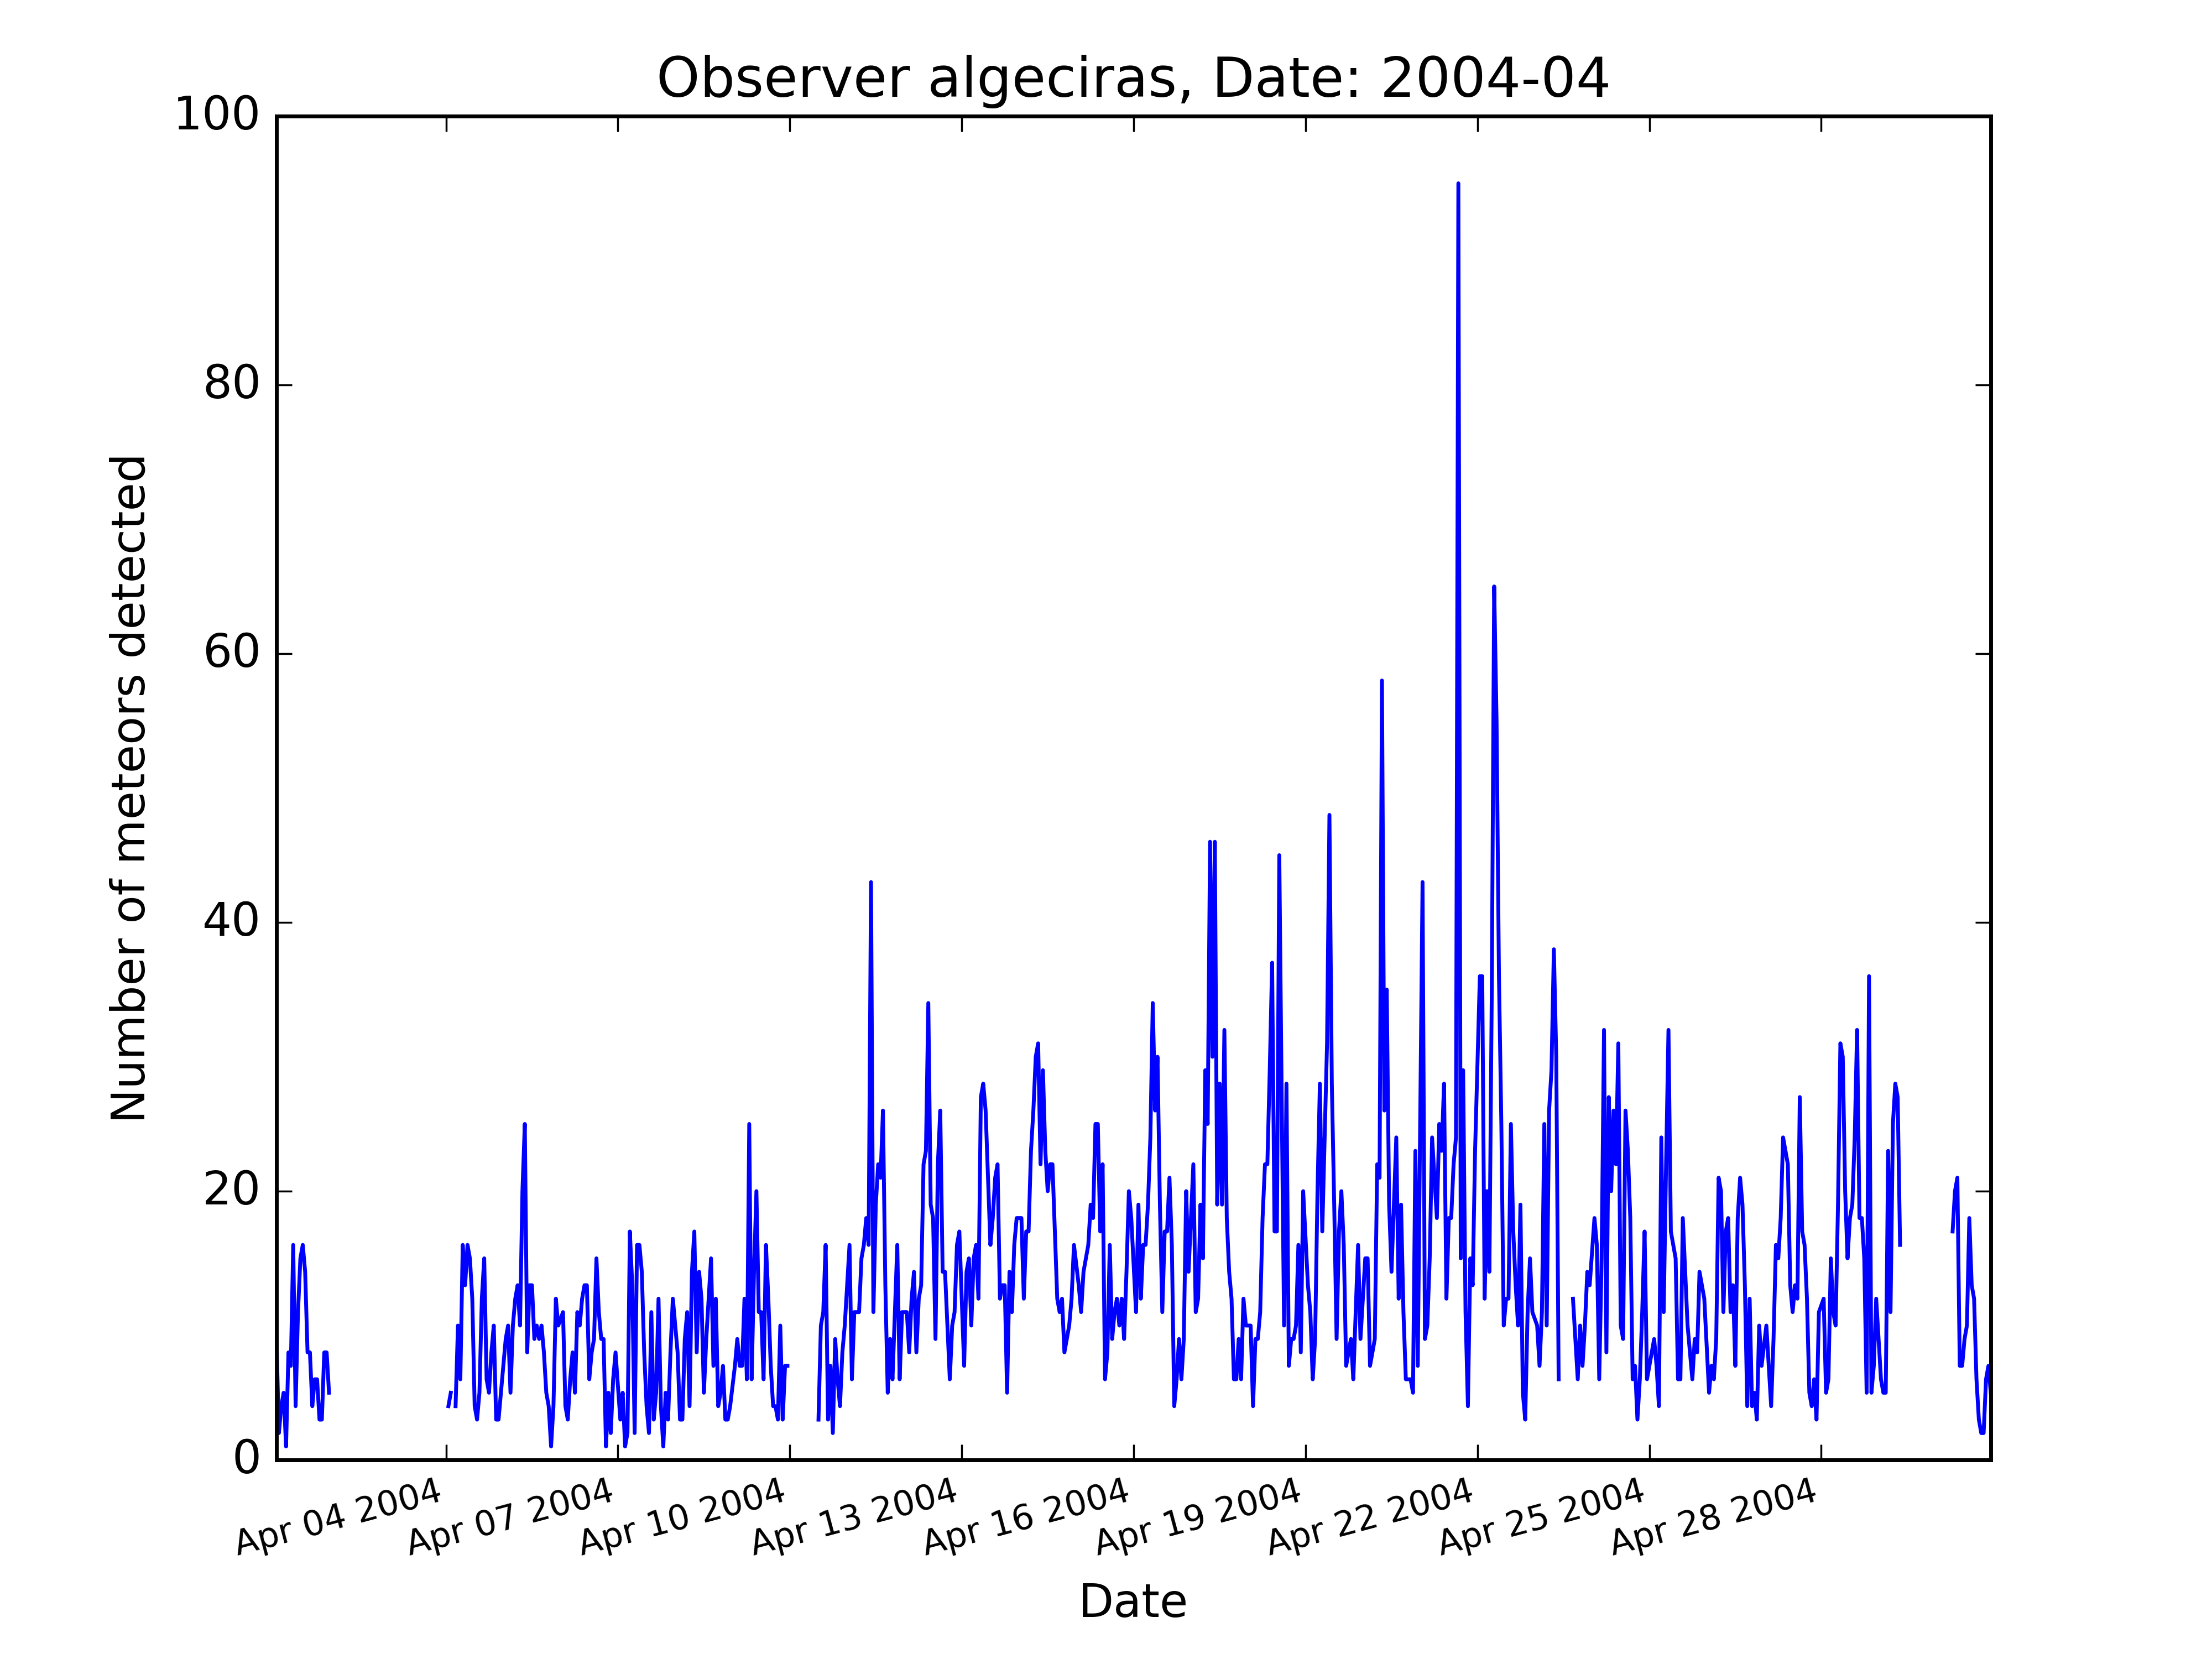 Observer algeciras, Date: 2004-04
100
80
60
40
20
0
Number of meteors detected
Apr 04 2004
Apr 07 2004
Apr 10 2004
Apr 13 2004
Apr 16 2004
Apr 19 2004
Apr 22 2004
Apr 25 2004
Apr 28 2004
Date